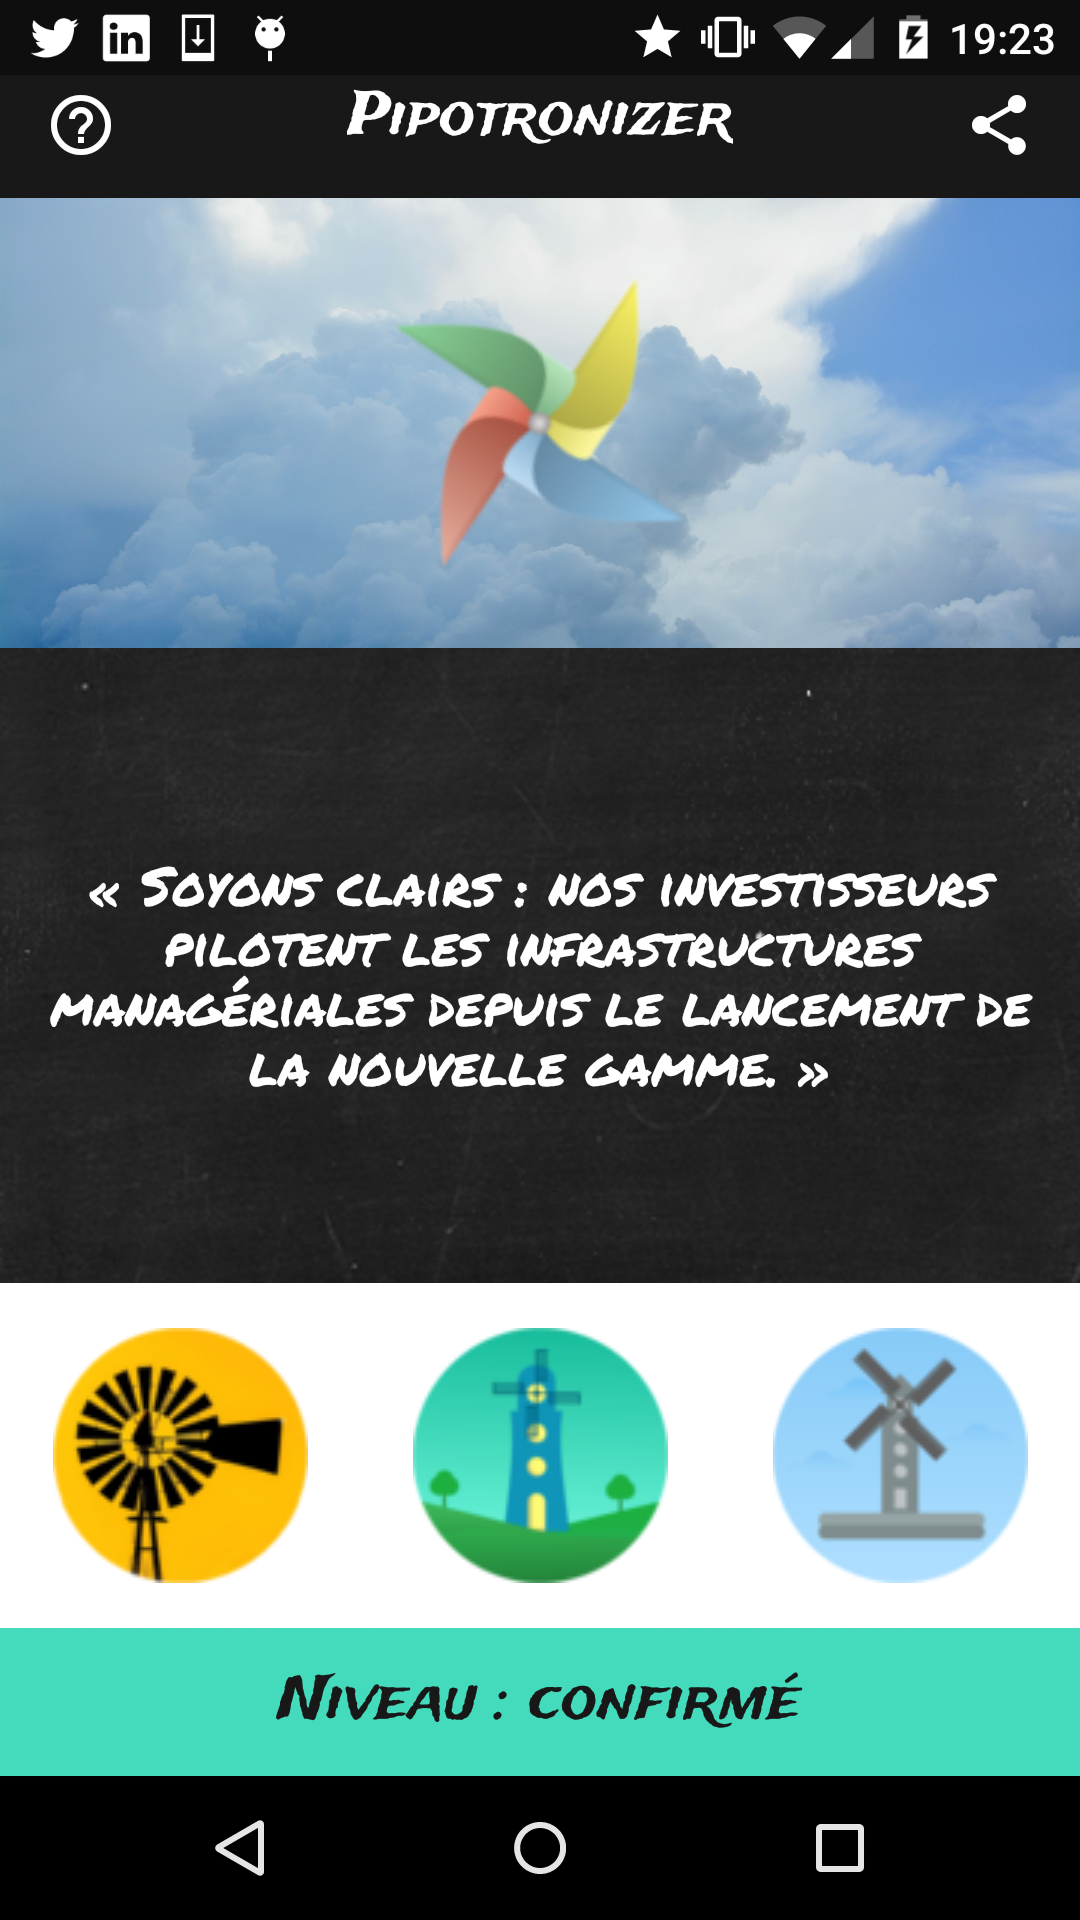 19:23
Pipotronizer
« Soyons clairs : nos investisseurs
pilotent les infrastructures
managériales depuis le lancement de
la nouvelle gamme. »
Niveau : confirmé